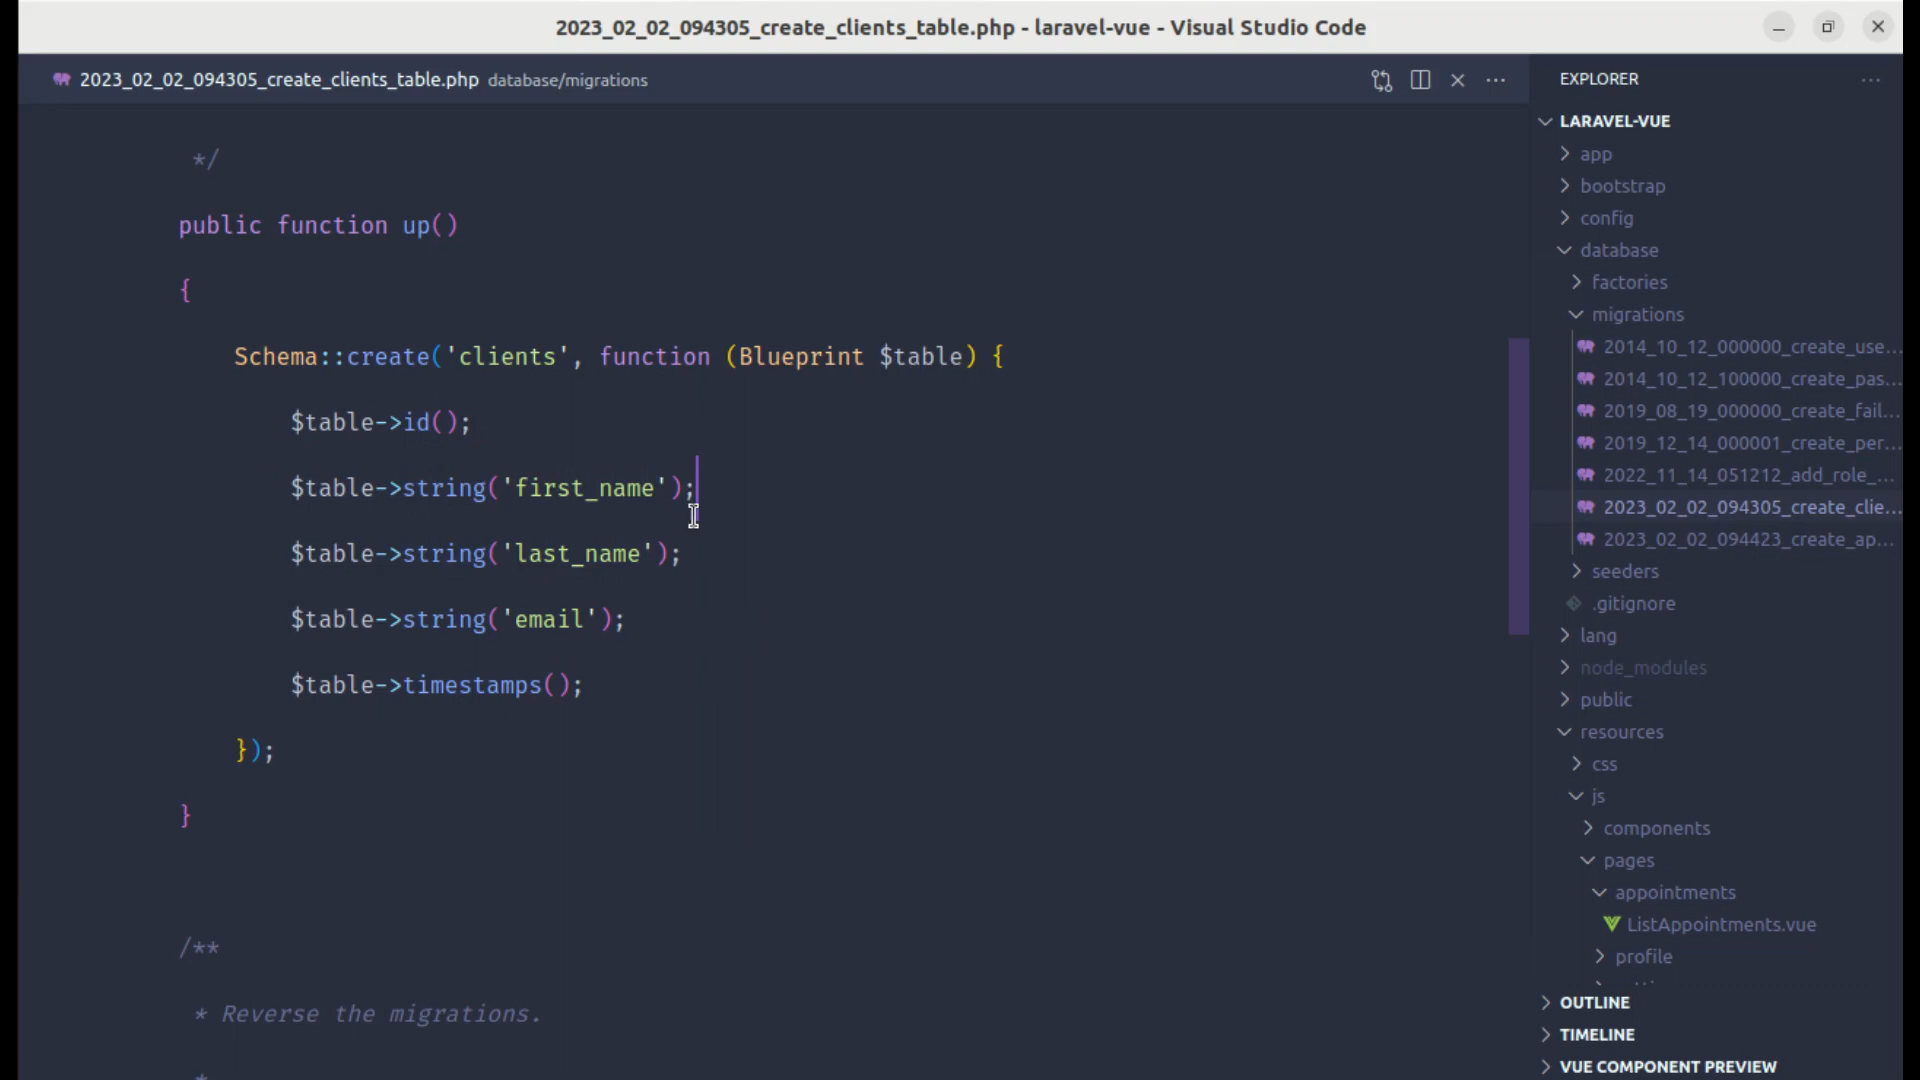 2023_02_02_094305_create_clients_table.php - laravel-vue - Visual Studio Code
2023_02_02_094305_create_clients_table.php database/migrations
*/
public function up()
{
Schema::create('clients', function (Blueprint $table) {
$table->id();
$table->string('first_name');
$table->string('last_name');
$table->string('email');
$table->timestamps();
});
}
/**
* Reverse the migrations.
*
EXPLORER
LARAVEL-VUE
app
bootstrap
config
database
factories
migrations
2014_10_12_000000_create_use...
2014_10_12_100000_create_pas...
2019_08_19_000000_create_fail...
2019_12_14_000001_create_per...
2022_11_14_051212_add_role_...
2023_02_02_094305_create_clie...
2023_02_02_094423_create_ap...
seeders
.gitignore
lang
node_modules
public
resources
css
js
components
pages
appointments
ListAppointments.vue
profile
OUTLINE
TIMELINE
VUE COMPONENT PREVIEW